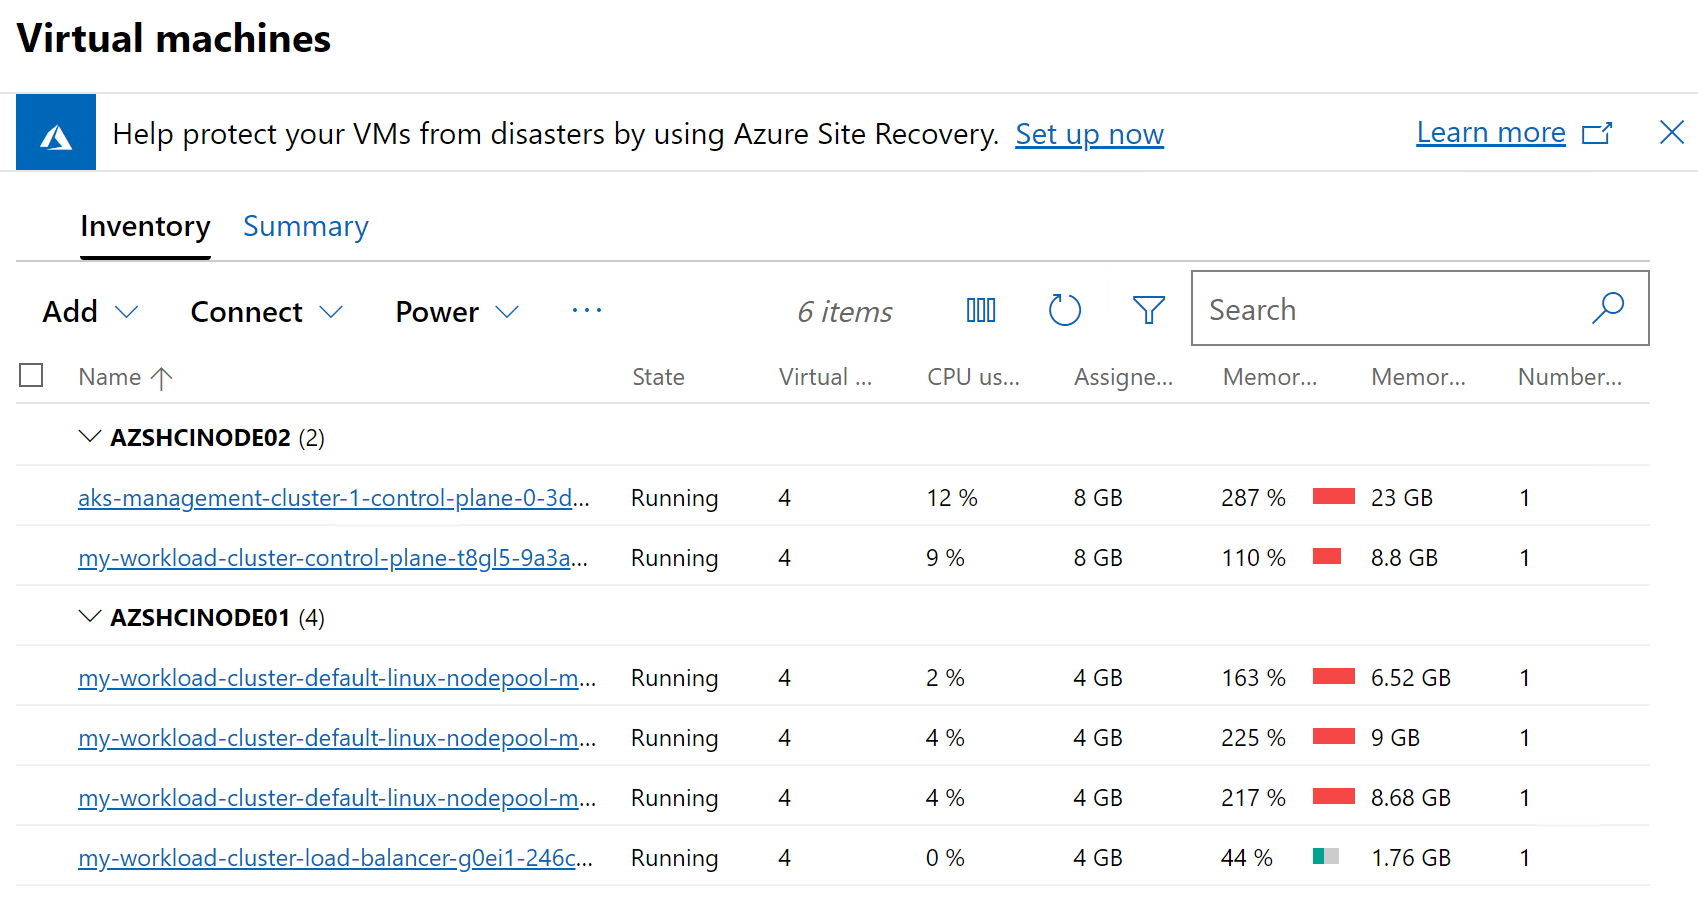 Virtual machines
Help protect your VMs from disasters by using Azure Site Recovery. Set up now Learn more
Inventory Summary
Add Connect Power ... 6 items Search
Name State Virtual ... CPU us... Assigne... Memor... Memor... Number...
AZSHCINODE02 (2)
aks-management-cluster-1-control-plane-0-3d... Running 4 12 % 8 GB 287 % 23 GB 1
my-workload-cluster-control-plane-t8gl5-9a3a... Running 4 9 % 8 GB 110 % 8.8 GB 1
AZSHCINODE01 (4)
my-workload-cluster-default-linux-nodepool-m... Running 4 2 % 4 GB 163 % 6.52 GB 1
my-workload-cluster-default-linux-nodepool-m... Running 4 4 % 4 GB 225 % 9 GB 1
my-workload-cluster-default-linux-nodepool-m... Running 4 4 % 4 GB 217 % 8.68 GB 1
my-workload-cluster-load-balancer-g0ei1-246c... Running 4 0 % 4 GB 44 % 1.76 GB 1